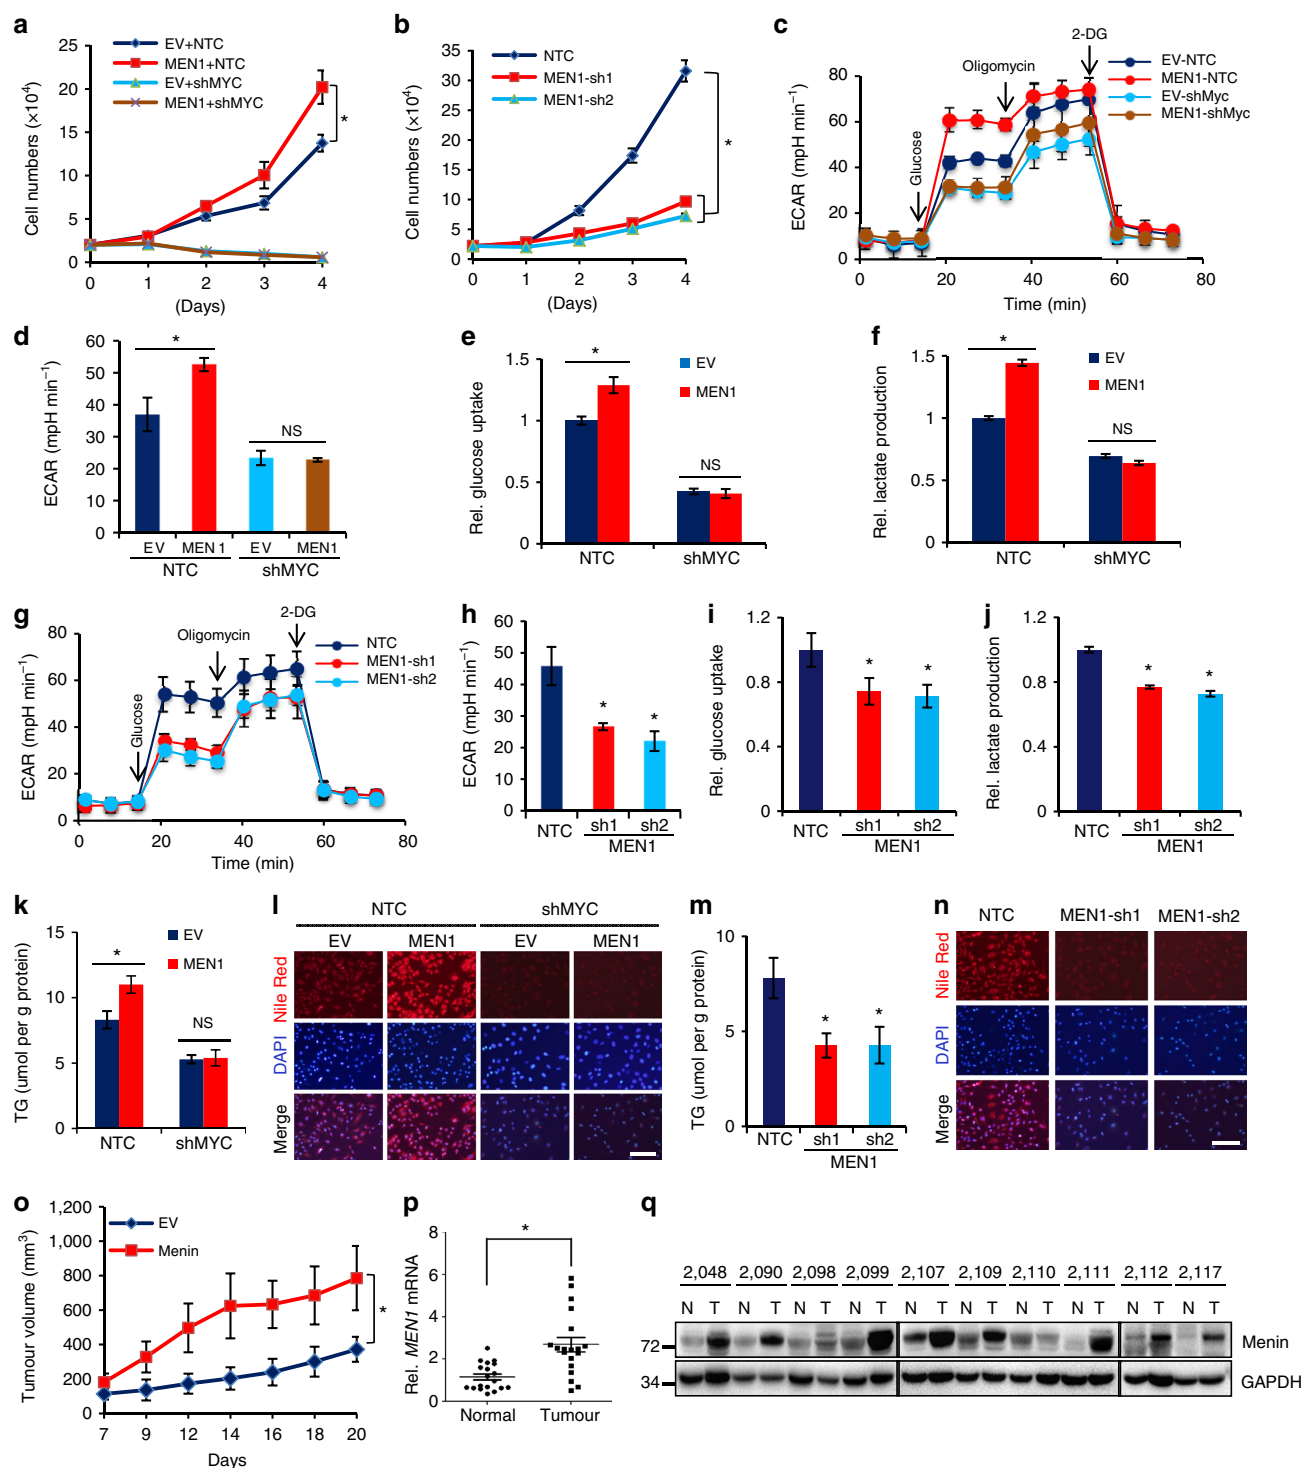 a
EV+NTC
MEN1+NTC
EV+shMYC
MEN1+shMYC
Cell numbers (×10⁴)
25
20
15
10
5
0
*
0 1 2 3 4
(Days)
b
NTC
MEN1-sh1
MEN1-sh2
Cell numbers (×10⁴)
35
30
25
20
15
10
5
0
*
0 1 2 3 4
(Days)
c
2-DG
Oligomycin
Glucose
EV-NTC
MEN1-NTC
EV-shMyc
MEN1-shMyc
ECAR (mpH min⁻¹)
80
60
40
20
0
0 20 40 60 80
Time (min)
d
ECAR (mpH min⁻¹)
60
50
40
30
20
10
0
*
NS
EV MEN1 EV MEN1
NTC shMYC
e
Rel. glucose uptake
1.5
1
0.5
0
*
NS
EV
MEN1
NTC shMYC
f
Rel. lactate production
1.5
1
0.5
0
*
NS
EV
MEN1
NTC shMYC
g
2-DG
Oligomycin
Glucose
NTC
MEN1-sh1
MEN1-sh2
ECAR (mpH min⁻¹)
80
60
40
20
0
0 20 40 60 80
Time (min)
h
ECAR (mpH min⁻¹)
60
50
40
30
20
10
0
* *
NTC sh1 sh2
MEN1
i
Rel. glucose uptake
1.2
0.8
0.4
0
* *
NTC sh1 sh2
MEN1
j
Rel. lactate production
1.2
0.8
0.4
0
* *
NTC sh1 sh2
MEN1
k
TG (umol per g protein)
15
10
5
0
*
NS
EV
MEN1
NTC shMYC
l
NTC shMYC
EV MEN1 EV MEN1
Nile Red
DAPI
Merge
m
TG (umol per g protein)
10
5
0
* *
NTC sh1 sh2
MEN1
n
NTC MEN1-sh1 MEN1-sh2
Nile Red
DAPI
Merge
o
EV
Menin
Tumour volume (mm³)
1,200
1,000
800
600
400
200
0
*
7 9 12 14 16 18 20
Days
p
Rel. MEN1 mRNA
8
6
4
2
0
*
Normal Tumour
q
2,048 2,090 2,098 2,099 2,107 2,109 2,110 2,111 2,112 2,117
N T N T N T N T N T N T N T N T N T N T
72 Menin
34 GAPDH